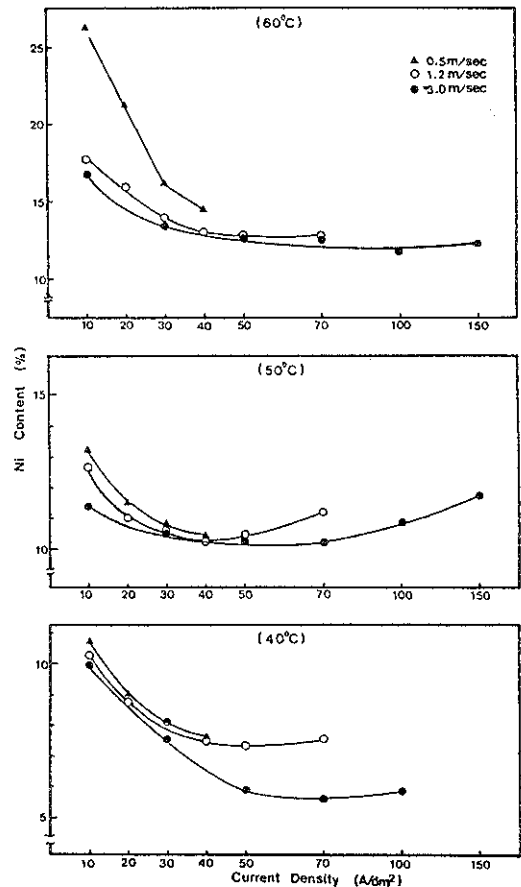 (60°C)
25
20
15
10
▲ 0.5m/sec
○ 1.2m/sec
● 3.0m/sec
10 20 30 40 50 70 100 150
(50°C)
15
10
10 20 30 40 50 70 100 150
Ni Content (%)
(40°C)
10
5
10 20 30 40 50 70 100 150
Current Density (A/dm²)